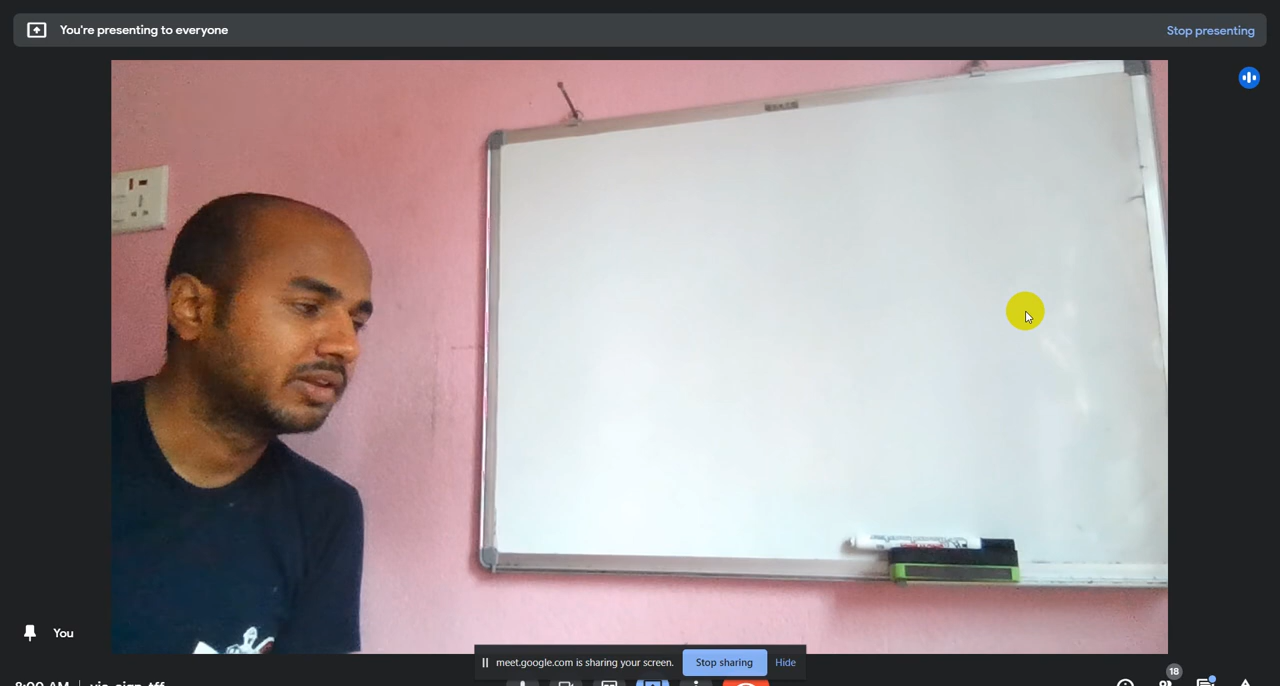 You're presenting to everyone
Stop presenting
You
meet.google.com is sharing your screen.
Stop sharing
Hide
18